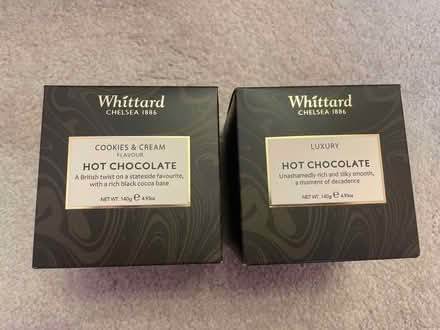 Whittard
CHELSEA 1886
COOKIES & CREAM
FLAVOUR
HOT CHOCOLATE
A British twist on a stateside favourite,
with a rich black cocoa base
NET WT. 140g ℮ 4.93oz
Whittard
CHELSEA 1886
LUXURY
HOT CHOCOLATE
Unashamedly rich and silky smooth,
a moment of decadence
NET WT. 140g ℮ 4.93oz